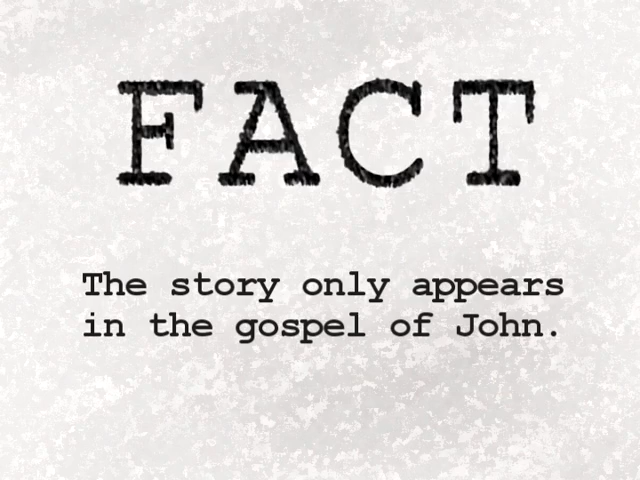 FACT
The story only appears
in the gospel of John.